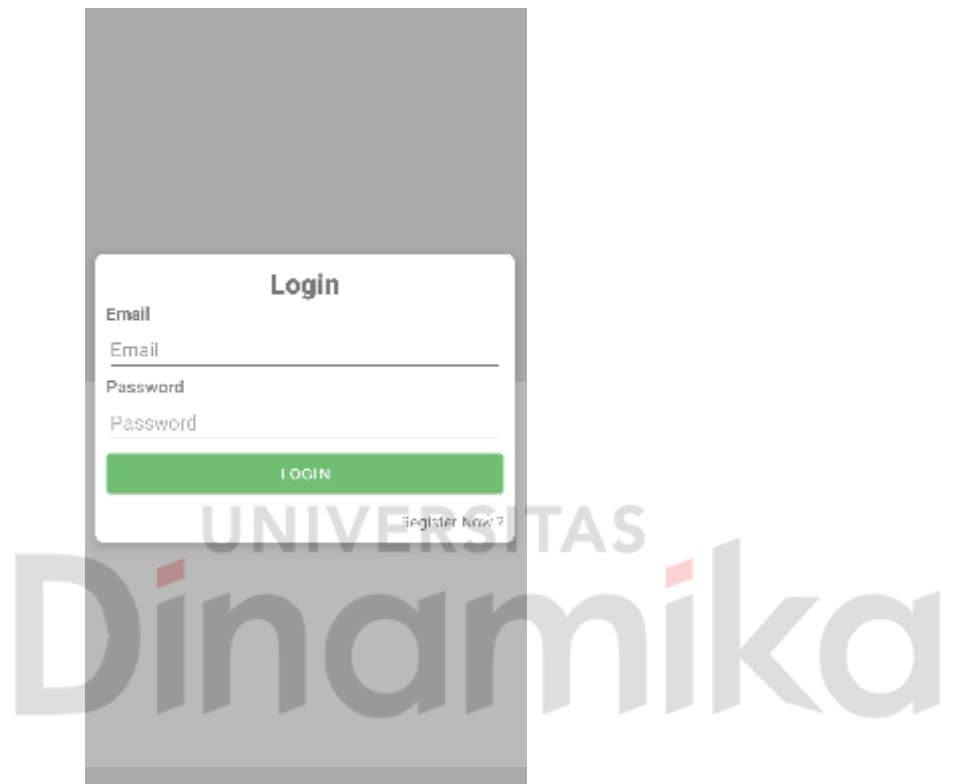 Login
Email
Email
Password
Password
LOGIN
Register Now ?
UNIVERSITAS
Dinamika